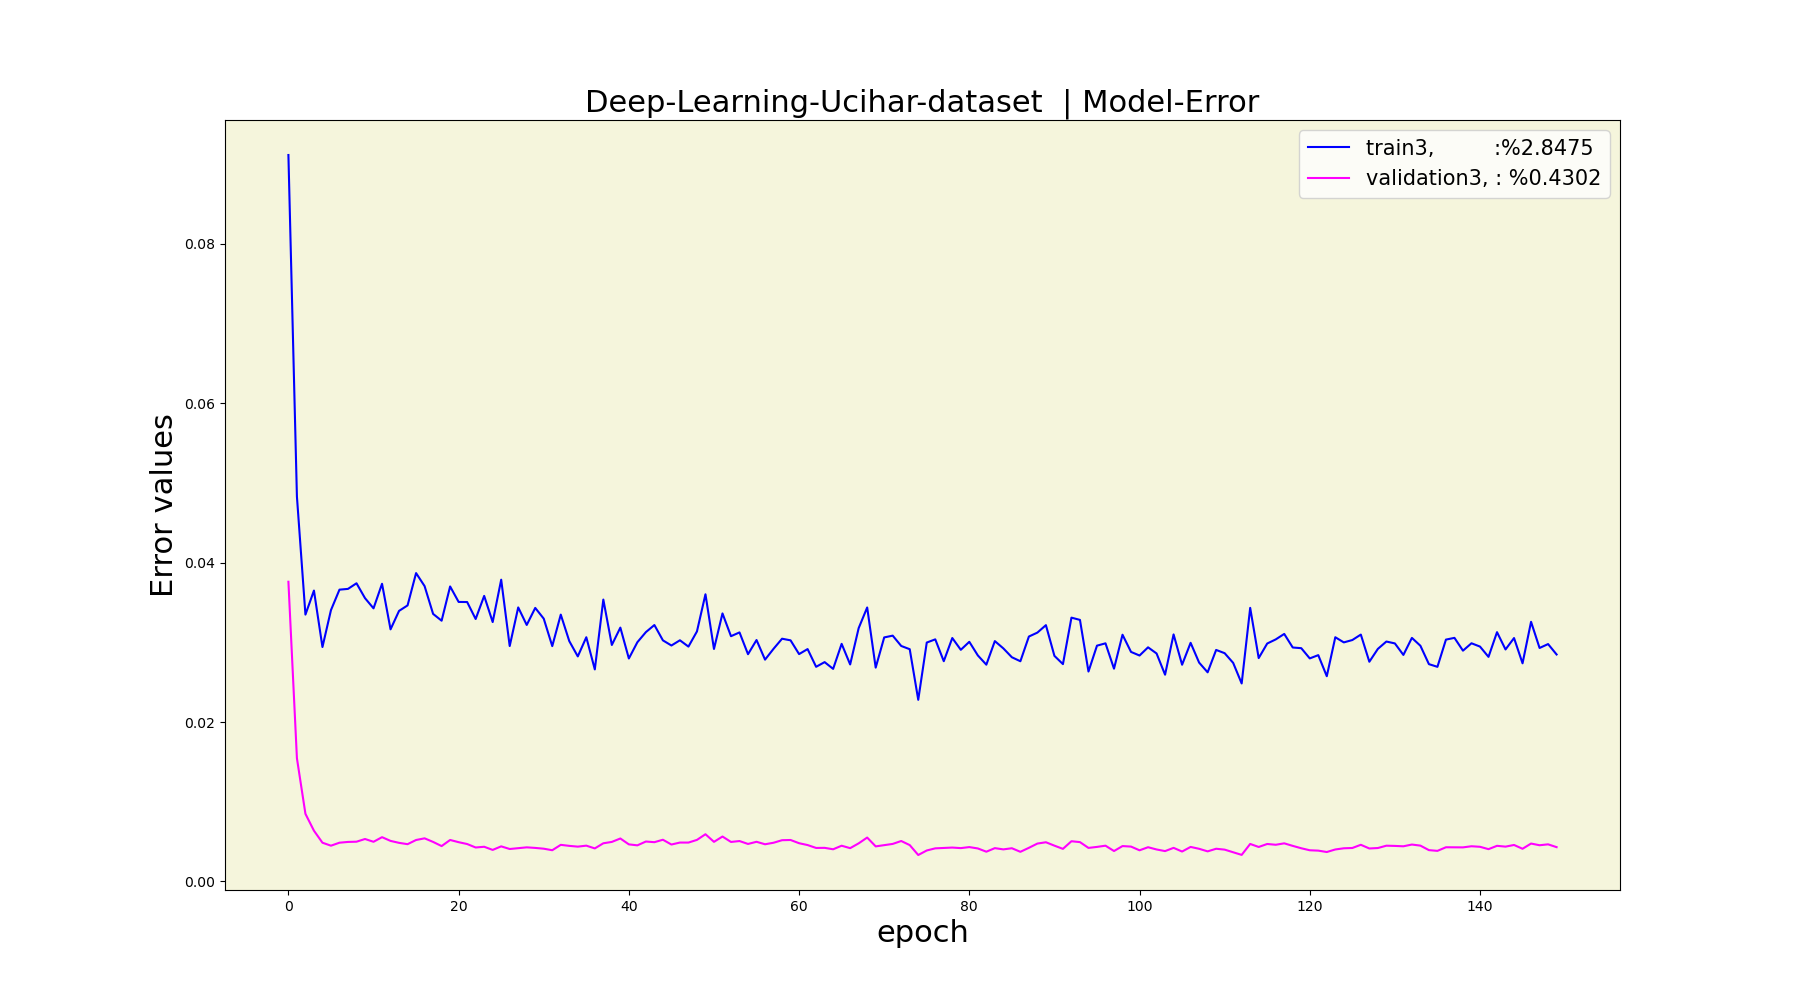 Deep-Learning-Ucihar-dataset | Model-Error
train3, :%2.8475
validation3, : %0.4302
Error values
0.08
0.06
0.04
0.02
0.00
0 20 40 60 80 100 120 140
epoch